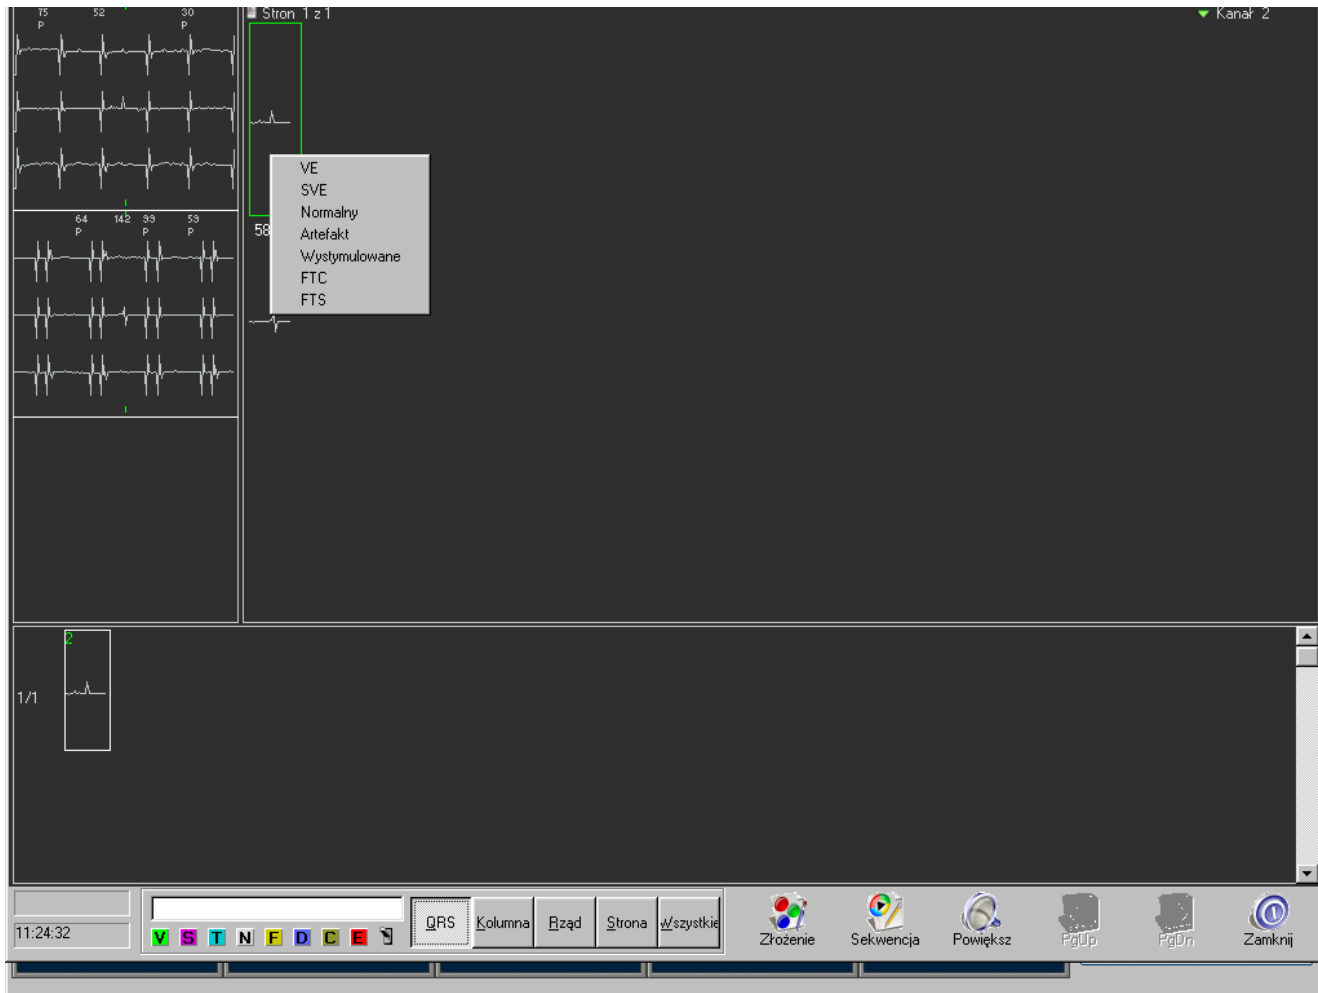 75 52 30
P P
Stron 1 z 1
Kanał 2
VE
SVE
Normalny
Artefakt
Wystymulowane
FTC
FTS
64 142 99 59
P P P
58
2
1/1
11:24:32
V S T N F D C E
QRS
Kolumna
Rząd
Strona
Wszystkie
Złożenie
Sekwencja
Powiększ
PgUp
PgDn
Zamknij